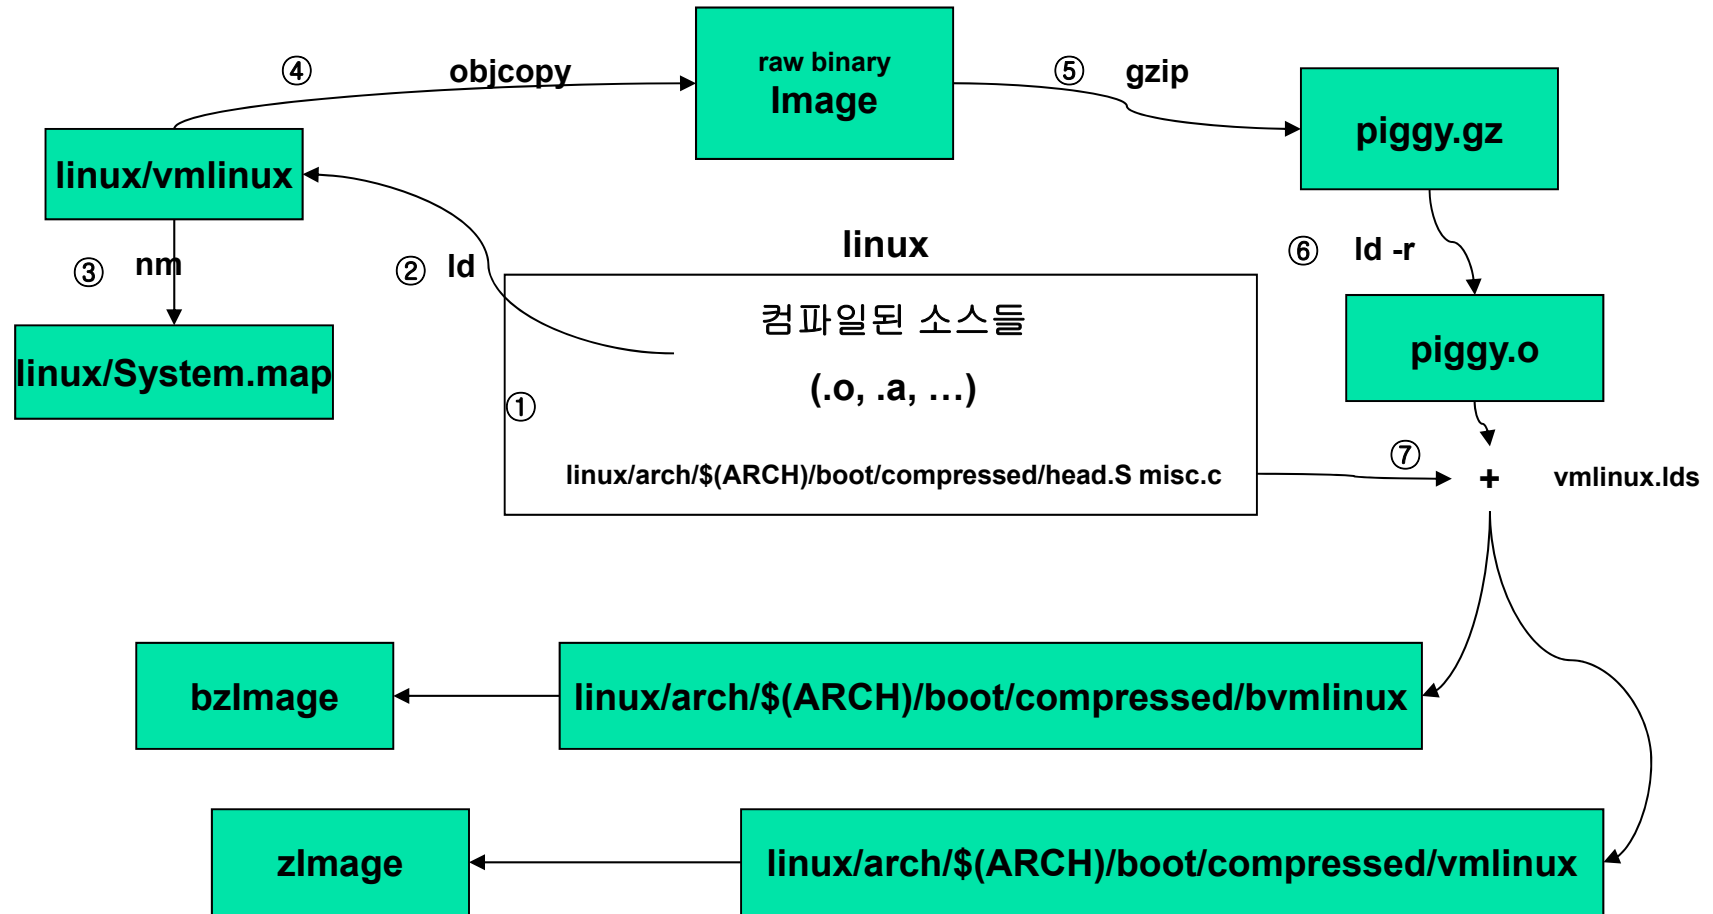 ④ objcopy
raw binary
Image
⑤ gzip
piggy.gz
linux/vmlinux
③ nm
② ld
linux
⑥ ld -r
linux/System.map
컴파일된 소스들
(.o, .a, …)
①
linux/arch/$(ARCH)/boot/compressed/head.S misc.c
piggy.o
⑦
+
vmlinux.lds
bzImage
linux/arch/$(ARCH)/boot/compressed/bvmlinux
zImage
linux/arch/$(ARCH)/boot/compressed/vmlinux